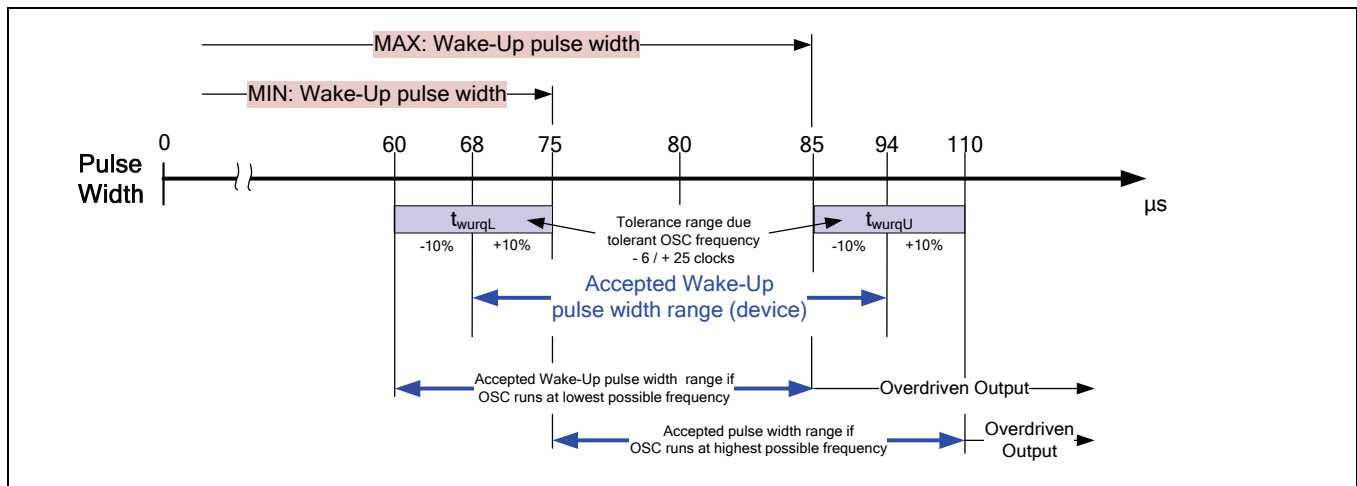 MAX: Wake-Up pulse width
MIN: Wake-Up pulse width
0
60
68
75
80
85
94
110
Pulse
Width
µs
twurqL
-10%
+10%
Tolerance range due
tolerant OSC frequency
- 6 / + 25 clocks
twurqU
-10%
+10%
Accepted Wake-Up
pulse width range (device)
Accepted Wake-Up pulse width range if
OSC runs at lowest possible frequency
Overdriven Output
Accepted pulse width range if
OSC runs at highest possible frequency
Overdriven
Output